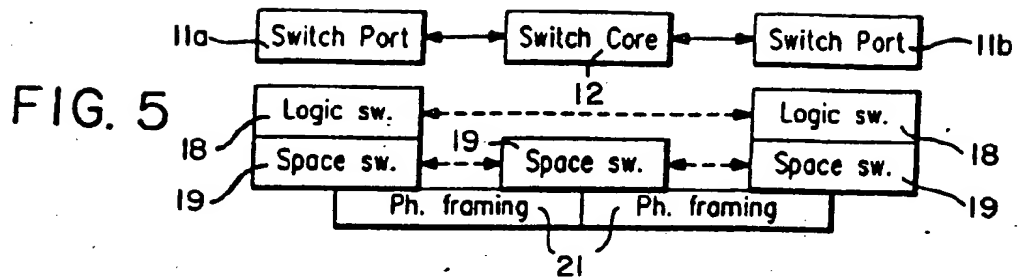 11a Switch Port Switch Core Switch Port 11b
12
FIG. 5
Logic sw. Logic sw.
18 19 18
Space sw. Space sw. Space sw.
19 19
Ph. framing Ph. framing
21